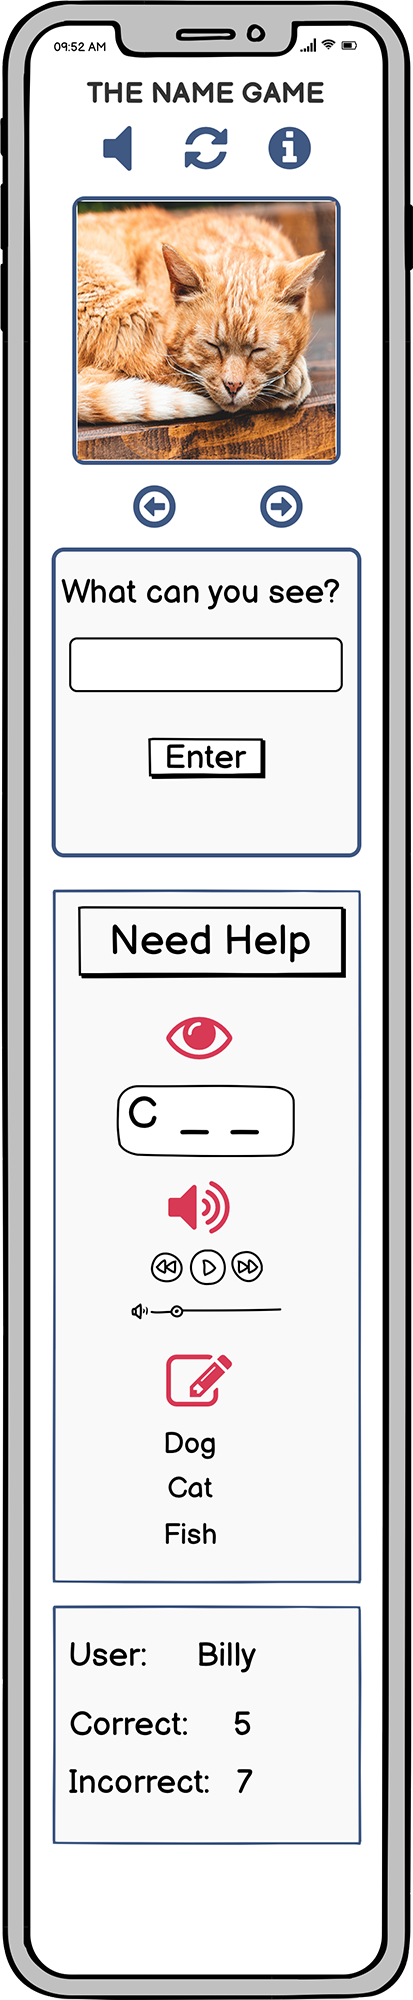 09:52 AM
THE NAME GAME
What can you see?
Enter
Need Help
C _ _
Dog
Cat
Fish
User: Billy
Correct: 5
Incorrect: 7